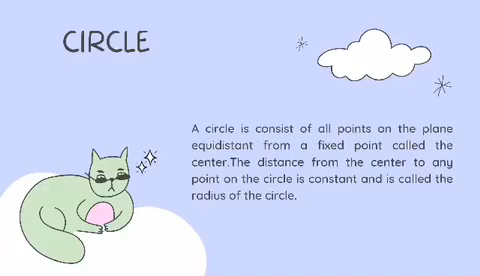 CIRCLE
A circle is consist of all points on the plane
equidistant from a fixed point called the
center.The distance from the center to any
point on the circle is constant and is called the
radius of the circle.